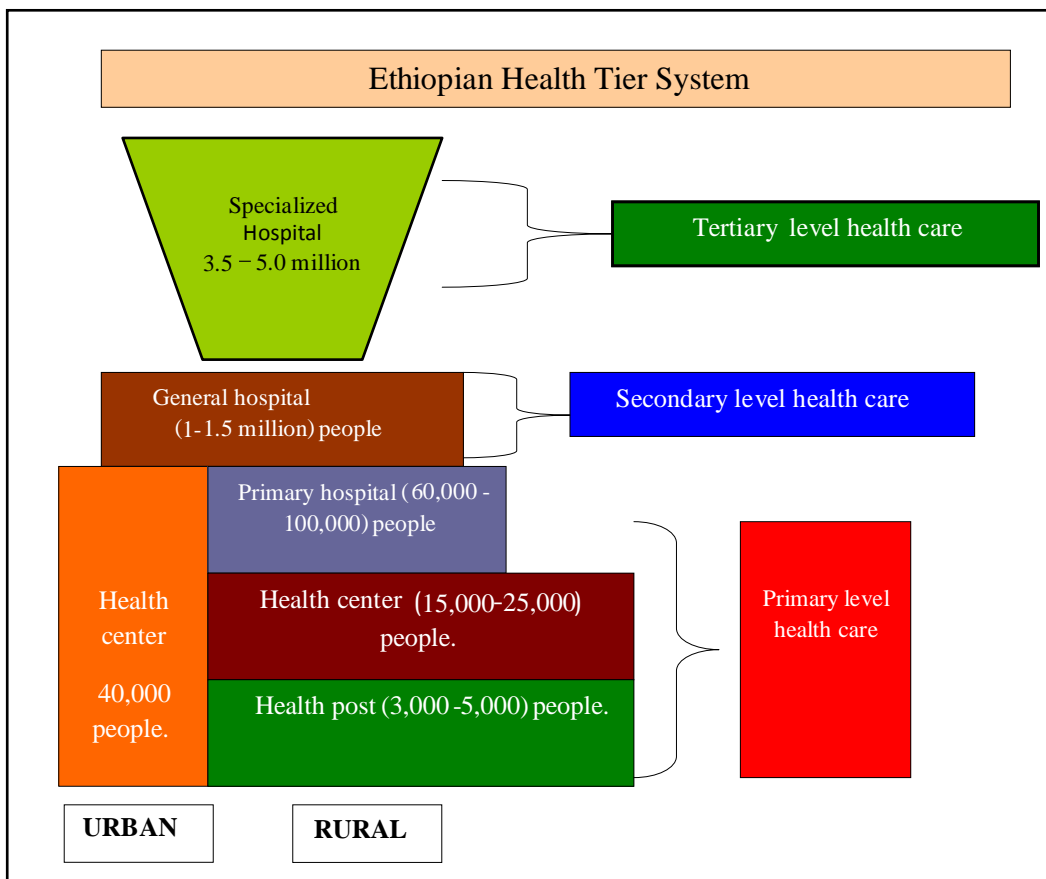 Ethiopian Health Tier System
Specialized
Hospital
3.5 – 5.0 million
Tertiary level health care
General hospital
(1-1.5 million) people
Secondary level health care
Primary hospital (60,000 -
100,000) people
Health
center
40,000
people.
Health center (15,000-25,000)
people.
Primary level
health care
Health post (3,000 -5,000) people.
URBAN
RURAL